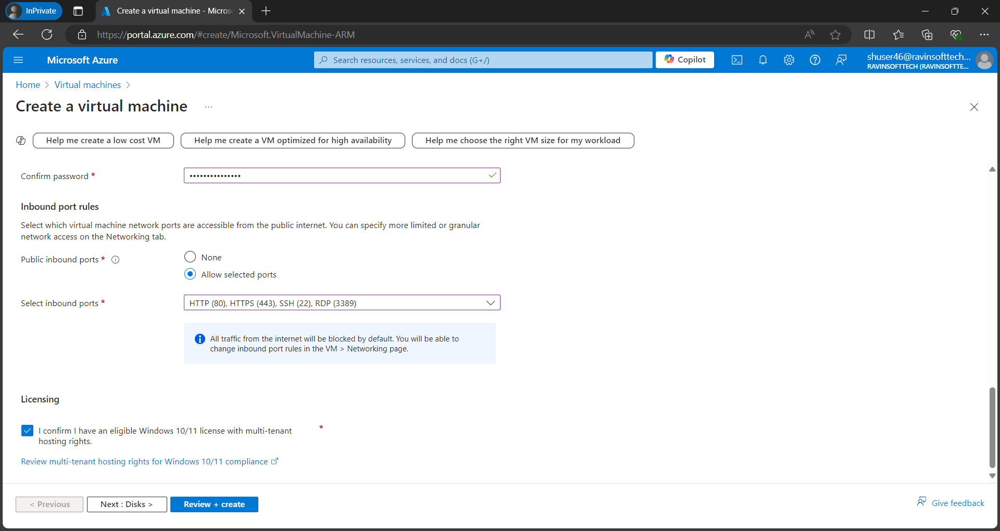 InPrivate
Create a virtual machine - Micros
https://portal.azure.com/#create/Microsoft.VirtualMachine-ARM
Microsoft Azure
Search resources, services, and docs (G+/)
Copilot
shuser46@ravinsofttech...
RAVINSOFTTECH (RAVINSOFTTE...
Home > Virtual machines >
Create a virtual machine ...
Help me create a low cost VM
Help me create a VM optimized for high availability
Help me choose the right VM size for my workload
Confirm password *
•••••••••••••••
Inbound port rules
Select which virtual machine network ports are accessible from the public internet. You can specify more limited or granular
network access on the Networking tab.
Public inbound ports *
None
Allow selected ports
Select inbound ports *
HTTP (80), HTTPS (443), SSH (22), RDP (3389)
All traffic from the internet will be blocked by default. You will be able to
change inbound port rules in the VM > Networking page.
Licensing
I confirm I have an eligible Windows 10/11 license with multi-tenant *
hosting rights.
Review multi-tenant hosting rights for Windows 10/11 compliance
< Previous
Next : Disks >
Review + create
Give feedback